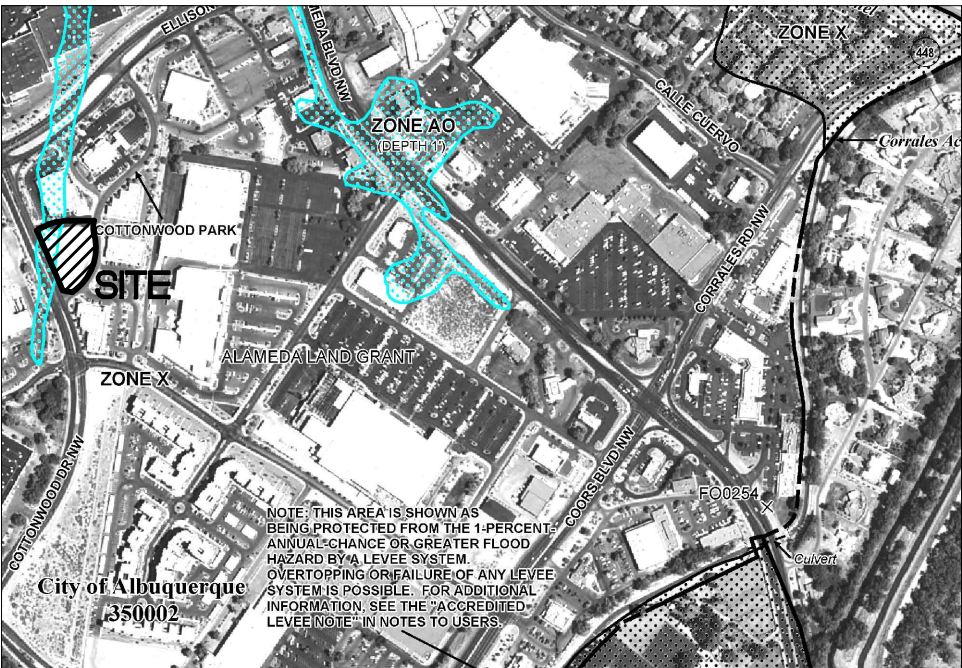 ELLISON
MEDA BLVD NW
ZONE X
448
ZONE AO
(DEPTH 1')
CALLE CUERVO
Corrales Ac
COTTONWOOD PARK
SITE
CORRALES RD NW
ALAMEDA LAND GRANT
ZONE X
COTTONWOOD DR NW
COORS BLVD NW
FO0254
NOTE: THIS AREA IS SHOWN AS
BEING PROTECTED FROM THE 1-PERCENT-
ANNUAL-CHANCE OR GREATER FLOOD
HAZARD BY A LEVEE SYSTEM.
OVERTOPPING OR FAILURE OF ANY LEVEE
SYSTEM IS POSSIBLE. FOR ADDITIONAL
INFORMATION, SEE THE "ACCREDITED
LEVEE NOTE" IN NOTES TO USERS.
Culvert
City of Albuquerque
350002